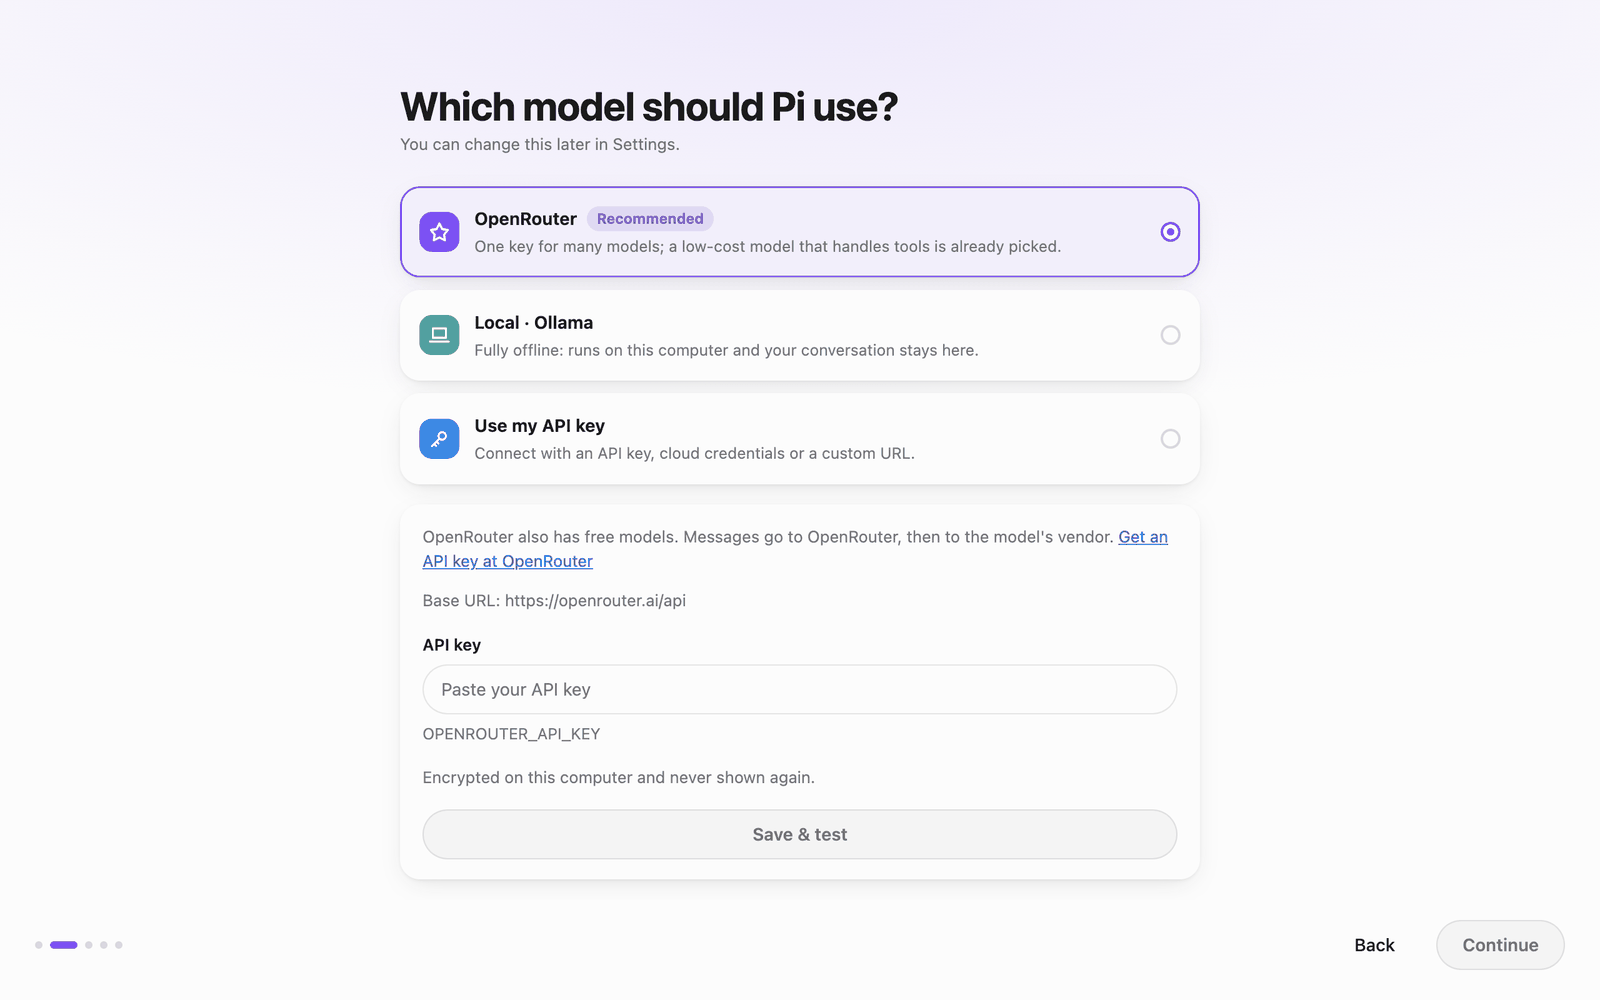 Which model should Pi use?
You can change this later in Settings.
OpenRouter Recommended
One key for many models; a low-cost model that handles tools is already picked.
Local · Ollama
Fully offline: runs on this computer and your conversation stays here.
Use my API key
Connect with an API key, cloud credentials or a custom URL.
OpenRouter also has free models. Messages go to OpenRouter, then to the model's vendor. Get an
API key at OpenRouter
Base URL: https://openrouter.ai/api
API key
Paste your API key
OPENROUTER_API_KEY
Encrypted on this computer and never shown again.
Save & test
Back
Continue